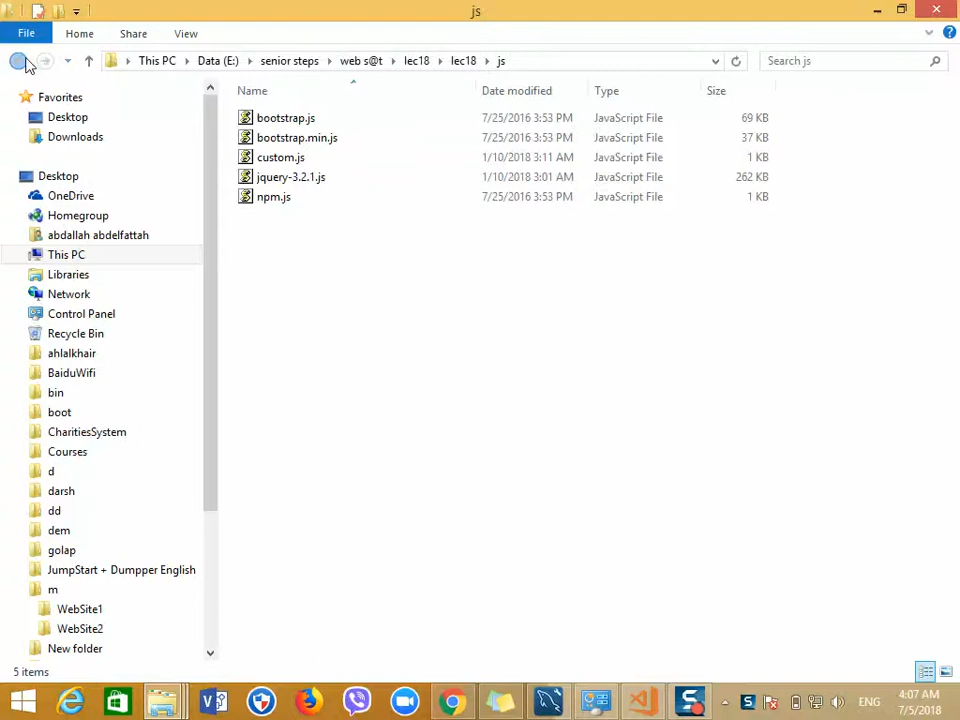 js
File Home Share View
This PC Data (E:) senior steps web s@t lec18 lec18 js Search js
Name Date modified Type Size
bootstrap.js 7/25/2016 3:53 PM JavaScript File 69 KB
bootstrap.min.js 7/25/2016 3:53 PM JavaScript File 37 KB
custom.js 1/10/2018 3:11 AM JavaScript File 1 KB
jquery-3.2.1.js 1/10/2018 3:01 AM JavaScript File 262 KB
npm.js 7/25/2016 3:53 PM JavaScript File 1 KB
Favorites
Desktop
Downloads
Desktop
OneDrive
Homegroup
abdallah abdelfattah
This PC
Libraries
Network
Control Panel
Recycle Bin
ahlalkhair
BaiduWifi
bin
boot
CharitiesSystem
Courses
d
darsh
dd
dem
golap
JumpStart + Dumpper English
m
WebSite1
WebSite2
New folder
5 items
ENG
4:07 AM
7/5/2018